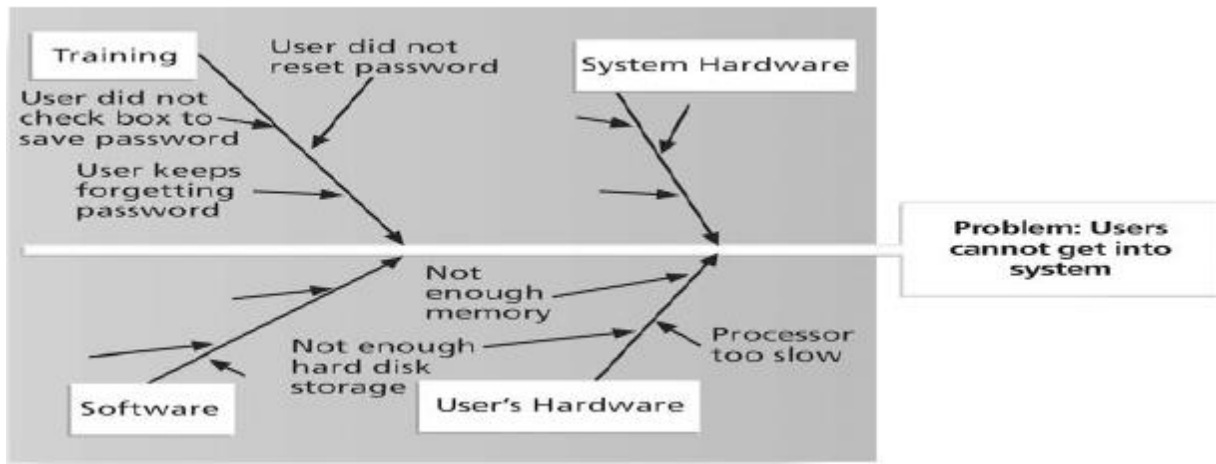 Training
User did not
reset password
System Hardware
User did not
check box to
save password
User keeps
forgetting
password
Problem: Users
cannot get into
system
Not
enough
memory
Not enough
hard disk
storage
Processor
too slow
Software
User's Hardware